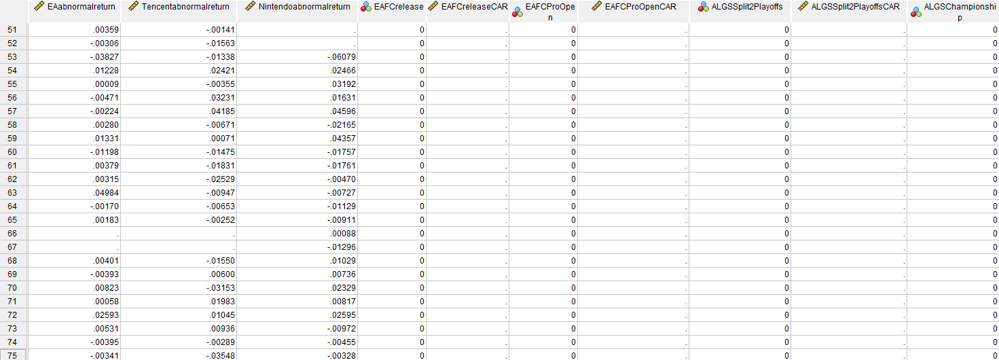 EAabnormalreturn Tencentabnormalreturn Nintendoabnormalreturn EAFCrelease EAFCreleaseCAR EAFCProOpe EAFCProOpenCAR ALGSSplit2Playoffs ALGSSplit2PlayoffsCAR ALGSChampionshi
n p
51 .00359 -.00141 . 0 . 0 . 0 . 0
52 -.00306 -.01563 . 0 . 0 . 0 . 0
53 -.03827 -.01338 -.06079 0 . 0 . 0 . 0
54 .01228 .02421 .02466 0 . 0 . 0 . 0
55 .00009 -.00355 .03192 0 . 0 . 0 . 0
56 -.00471 .03231 .01631 0 . 0 . 0 . 0
57 -.00224 .04185 .04596 0 . 0 . 0 . 0
58 .00280 -.00671 -.02165 0 . 0 . 0 . 0
59 .01331 .00071 .04357 0 . 0 . 0 . 0
60 -.01198 -.01475 -.01757 0 . 0 . 0 . 0
61 .00379 -.01831 -.01761 0 . 0 . 0 . 0
62 .00315 -.02529 -.00470 0 . 0 . 0 . 0
63 .04984 -.00947 -.00727 0 . 0 . 0 . 0
64 -.00170 -.00653 -.01129 0 . 0 . 0 . 0
65 .00183 -.00252 -.00911 0 . 0 . 0 . 0
66 . . .00088 0 . 0 . 0 . 0
67 . . -.01296 0 . 0 . 0 . 0
68 .00401 -.01550 .01029 0 . 0 . 0 . 0
69 -.00393 .00600 .00736 0 . 0 . 0 . 0
70 .00823 -.03153 .02329 0 . 0 . 0 . 0
71 .00058 .01983 .00817 0 . 0 . 0 . 0
72 .02593 .01045 .02595 0 . 0 . 0 . 0
73 .00531 .00936 -.00972 0 . 0 . 0 . 0
74 -.00395 -.00289 -.00455 0 . 0 . 0 . 0
75 -.00341 -.03548 -.00328 0 . 0 . 0 . 0